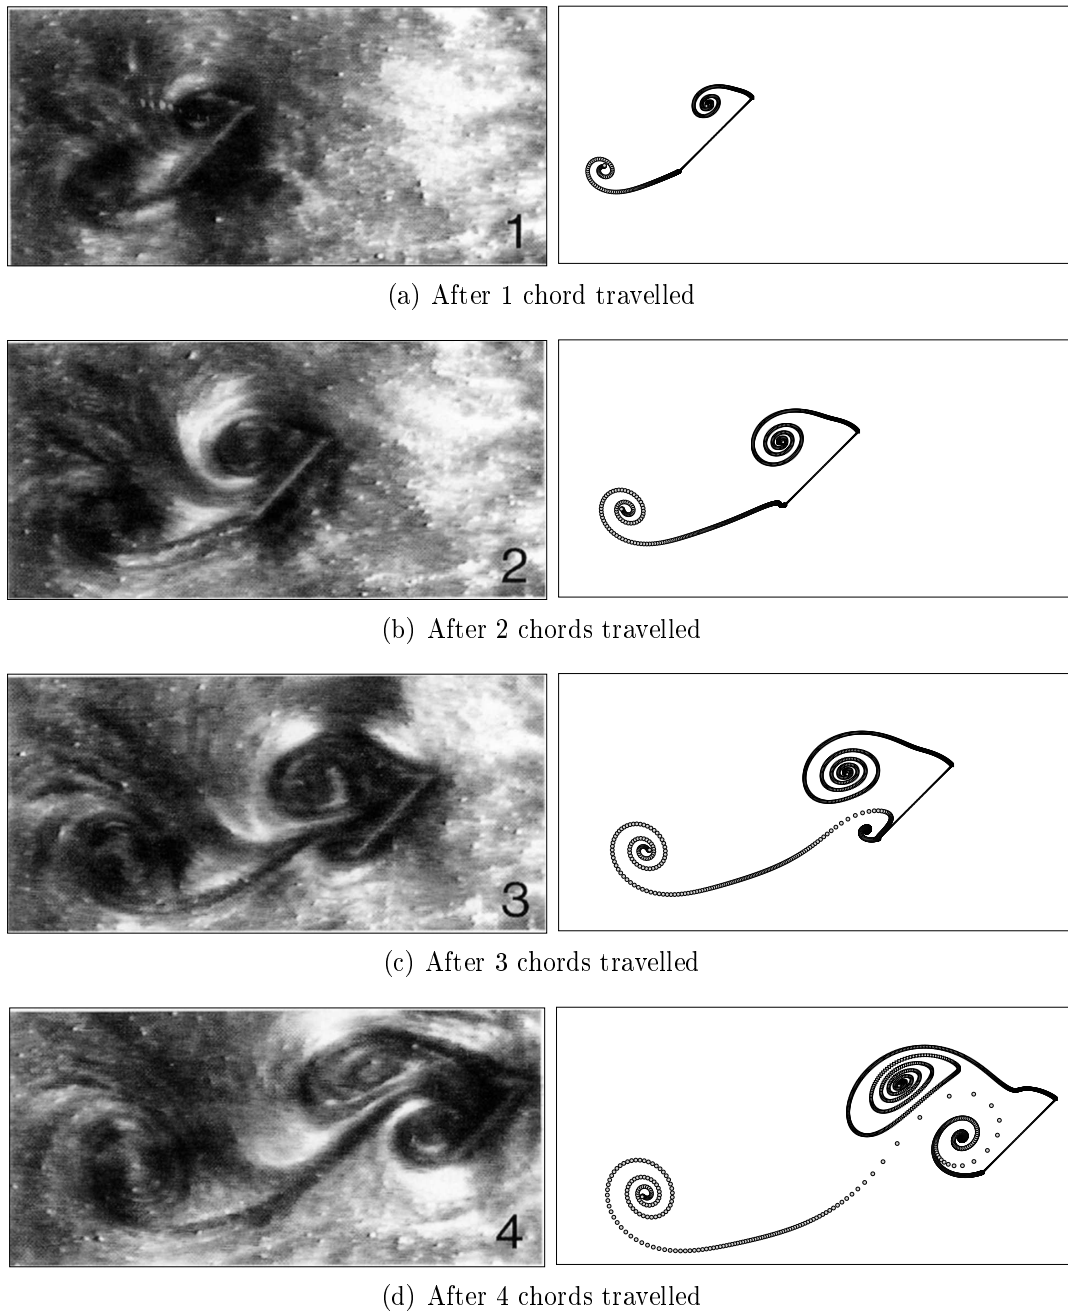 1
(a) After 1 chord travelled
2
(b) After 2 chords travelled
3
(c) After 3 chords travelled
4
(d) After 4 chords travelled